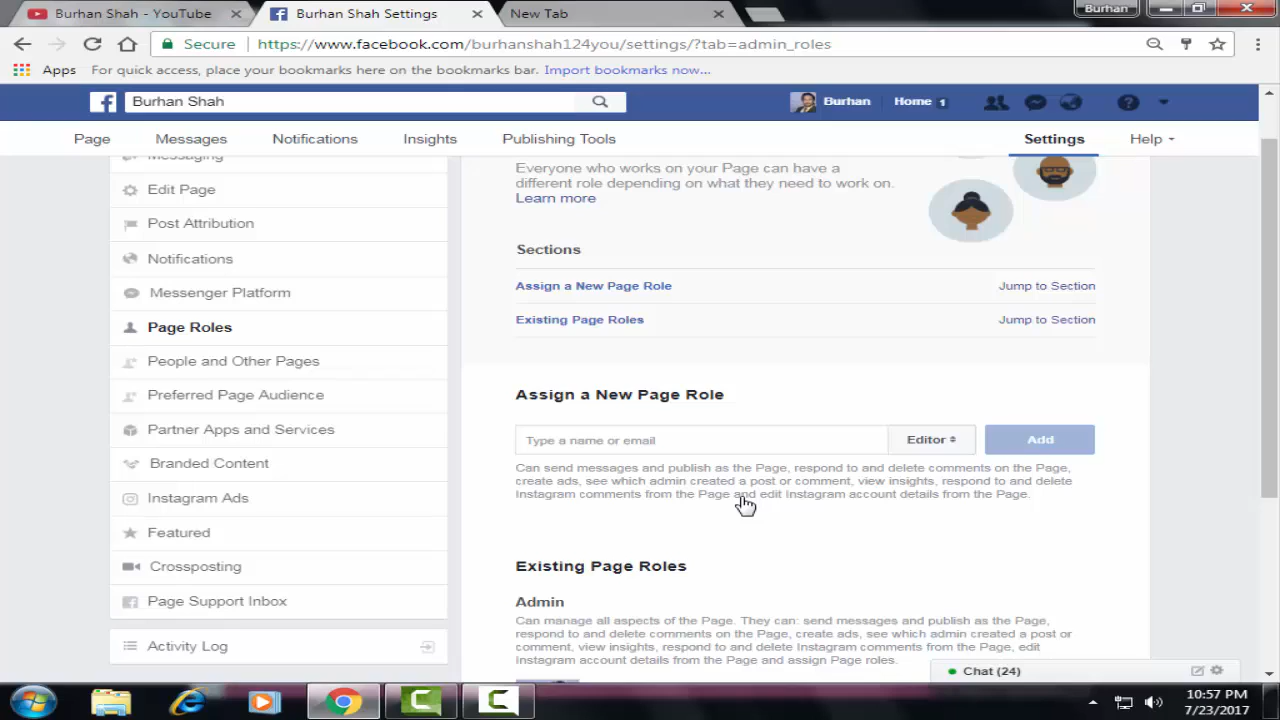 Burhan Shah - YouTube
Burhan Shah Settings
New Tab
Burhan
Secure
https://www.facebook.com/burhanshah124you/settings/?tab=admin_roles
Apps
For quick access, place your bookmarks here on the bookmarks bar. Import bookmarks now...
Burhan Shah
Burhan
Home 1
Page
Messages
Notifications
Insights
Publishing Tools
Settings
Help
Messaging
Edit Page
Post Attribution
Notifications
Messenger Platform
Page Roles
People and Other Pages
Preferred Page Audience
Partner Apps and Services
Branded Content
Instagram Ads
Featured
Crossposting
Page Support Inbox
Activity Log
Everyone who works on your Page can have a
different role depending on what they need to work on.
Learn more
Sections
Assign a New Page Role
Jump to Section
Existing Page Roles
Jump to Section
Assign a New Page Role
Type a name or email
Editor
Add
Can send messages and publish as the Page, respond to and delete comments on the Page,
create ads, see which admin created a post or comment, view insights, respond to and delete
Instagram comments from the Page and edit Instagram account details from the Page.
Existing Page Roles
Admin
Can manage all aspects of the Page. They can: send messages and publish as the Page,
respond to and delete comments on the Page, create ads, see which admin created a post or
comment, view insights, respond to and delete Instagram comments from the Page, edit
Instagram account details from the Page and assign Page roles.
Chat (24)
10:57 PM
7/23/2017